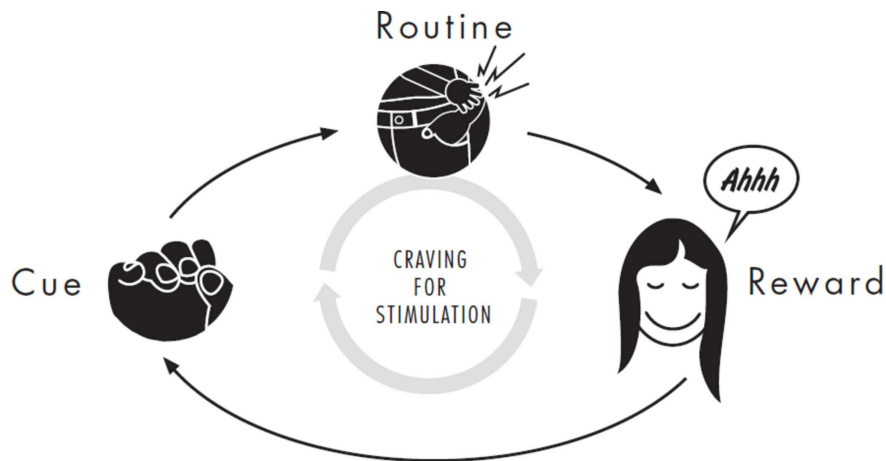 Routine
Ahhh
Cue
CRAVING
FOR
STIMULATION
Reward